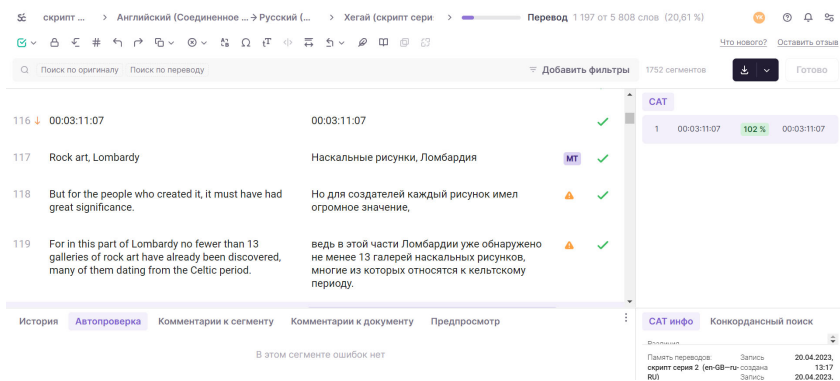 скрипт ... > Английский (Соединенное ... → Русский (... > Хегай (скрипт сери > Перевод 1 197 от 5 808 слов (20,61 %)
Что нового? Оставить отзыв
Поиск по оригиналу Поиск по переводу Добавить фильтры 1752 сегментов Готово
CAT
116 ↓ 00:03:11:07 00:03:11:07
1 00:03:11:07 102 % 00:03:11:07
117 Rock art, Lombardy Наскальные рисунки, Ломбардия MT
118 But for the people who created it, it must have had Но для создателей каждый рисунок имел
great significance. огромное значение,
119 For in this part of Lombardy no fewer than 13 ведь в этой части Ломбардии уже обнаружено
galleries of rock art have already been discovered, не менее 13 галерей наскальных рисунков,
many of them dating from the Celtic period. многие из которых относятся к кельтскому
периоду.
История Автопроверка Комментарии к сегменту Комментарии к документу Предпросмотр
CAT инфо Конкордансный поиск
В этом сегменте ошибок нет
Память переводов: Запись 20.04.2023,
скрипт серия 2 (en-GB—ru- создана 13:17
RU) Запись 20.04.2023,